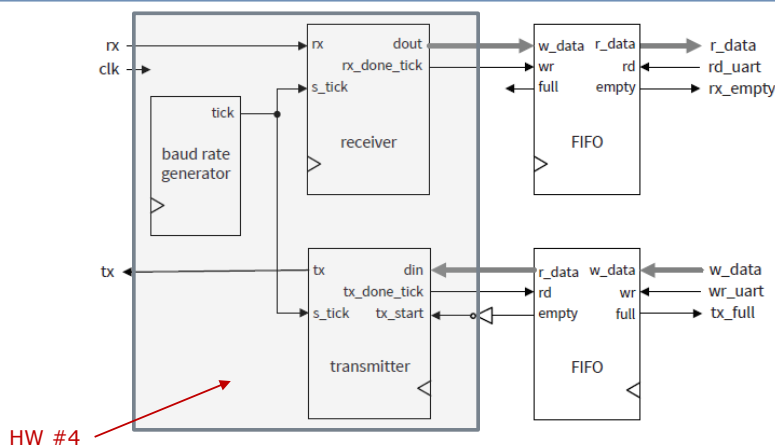 rx
clk
rx
dout
rx_done_tick
s_tick
receiver
w_data
r_data
wr
rd
full
empty
FIFO
r_data
rd_uart
rx_empty
tick
baud rate
generator
tx
tx
din
tx_done_tick
s_tick
tx_start
transmitter
r_data
w_data
rd
wr
empty
full
FIFO
w_data
wr_uart
tx_full
HW #4